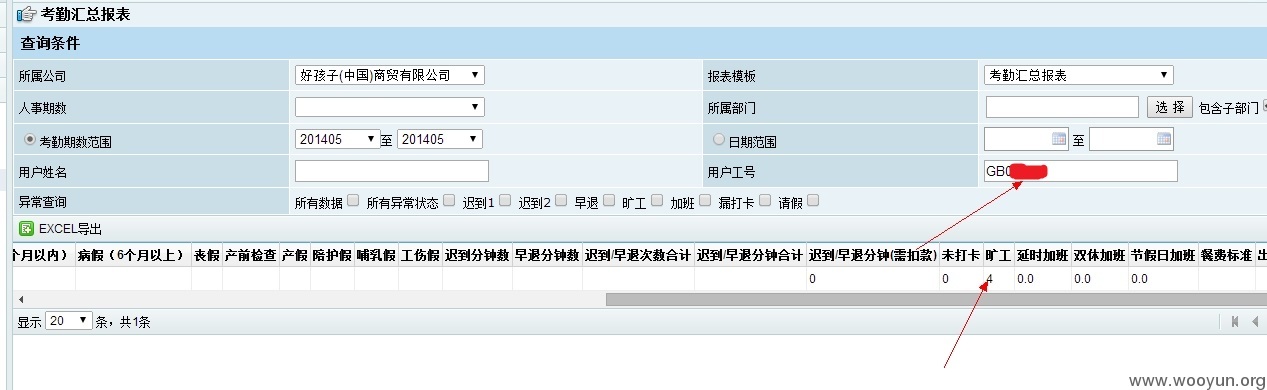 考勤汇总报表
查询条件
所属公司 好孩子(中国)商贸有限公司 报表模板 考勤汇总报表
人事期数 所属部门 选 择 包含子部门
考勤期数范围 201405 至 201405 日期范围 至
用户姓名 用户工号 GB0
异常查询 所有数据 所有异常状态 迟到1 迟到2 早退 旷工 加班 漏打卡 请假
EXCEL导出
个月以内） 病假（6个月以上） 丧假 产前检查 产假 陪护假 哺乳假 工伤假 迟到分钟数 早退分钟数 迟到/早退次数合计 迟到/早退分钟合计 迟到/早退分钟(需扣款) 未打卡 旷工 延时加班 双休加班 节假日加班 餐费标准
0 0 4 0.0 0.0 0.0
显示 20 条，共1条
www.wooyun.org